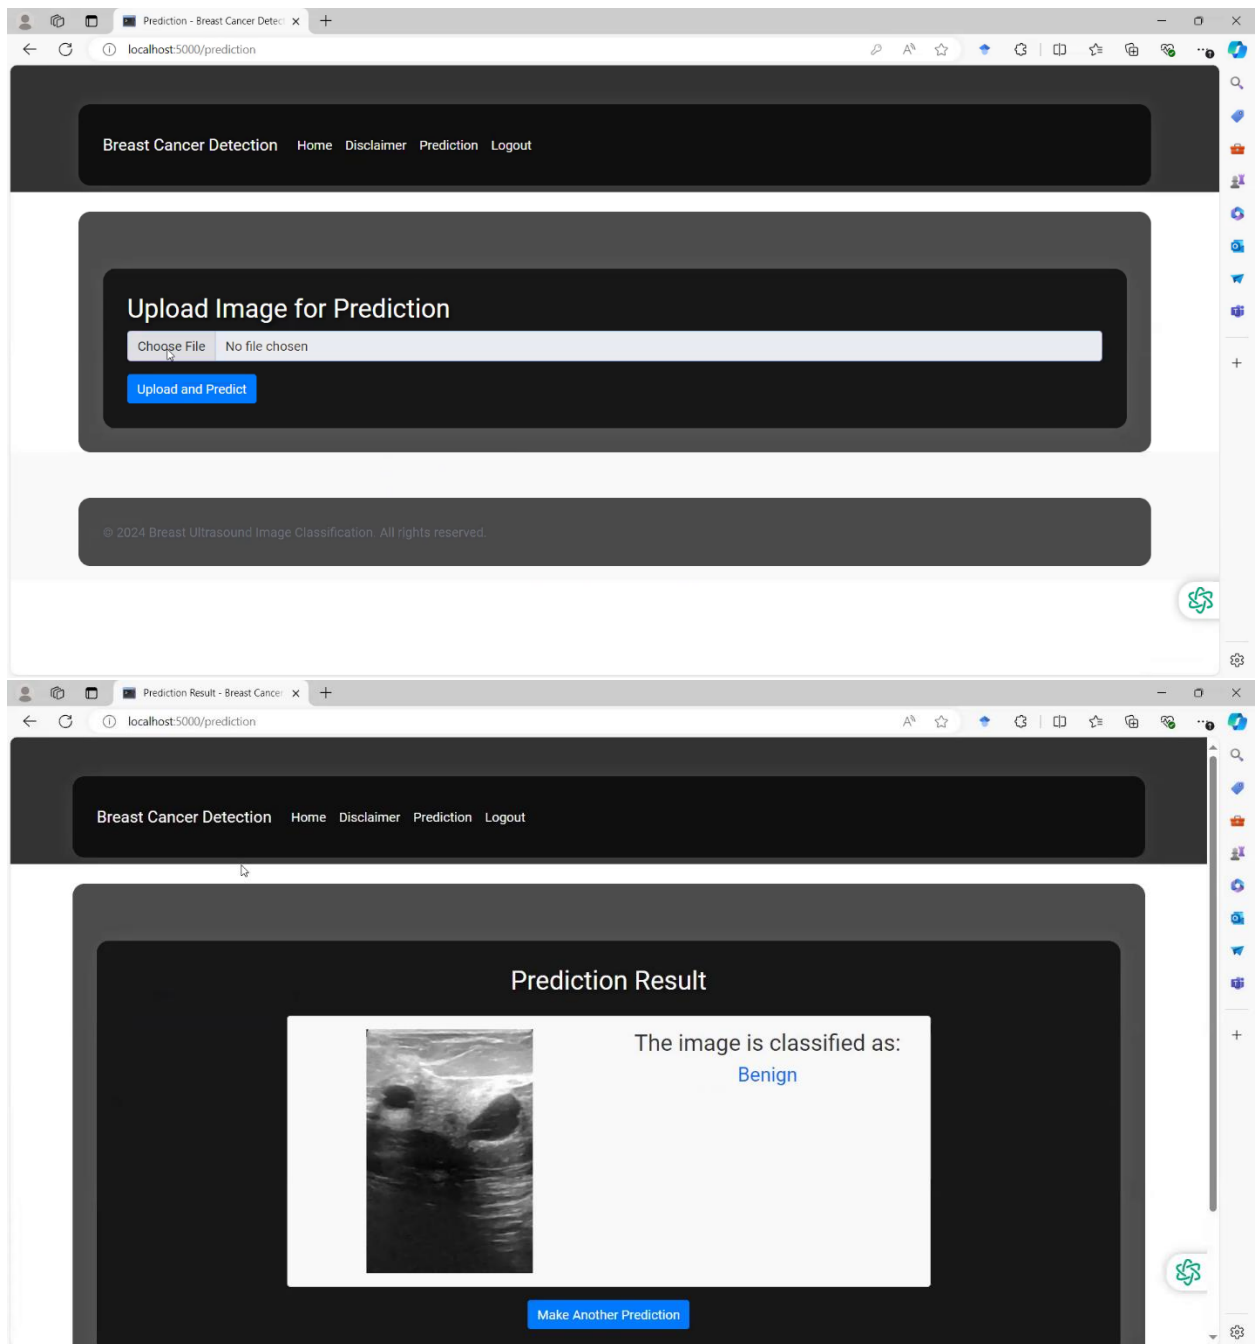 Prediction - Breast Cancer Detec
localhost:5000/prediction
Breast Cancer Detection Home Disclaimer Prediction Logout
Upload Image for Prediction
Choose File No file chosen
Upload and Predict
© 2024 Breast Ultrasound Image Classification. All rights reserved.
Prediction Result - Breast Cancer
localhost:5000/prediction
Breast Cancer Detection Home Disclaimer Prediction Logout
Prediction Result
The image is classified as:
Benign
Make Another Prediction